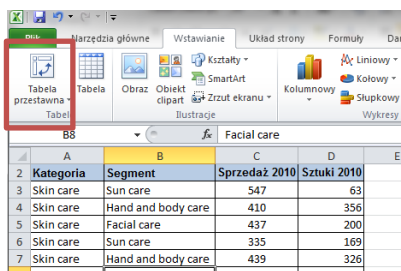 Plik Narzędzia główne Wstawianie Układ strony Formuły Da
Tabela przestawna
Tabela
Obraz
Obiekt clipart
Kształty
SmartArt
Zrzut ekranu
Kolumnowy
Liniowy
Kołowy
Słupkowy
Tabel Ilustracje Wykresy
B8 fx Facial care
A B C D E
2 Kategoria Segment Sprzedaż 2010 Sztuki 2010
3 Skin care Sun care 547 63
4 Skin care Hand and body care 410 356
5 Skin care Facial care 437 200
6 Skin care Sun care 335 169
7 Skin care Hand and body care 439 326